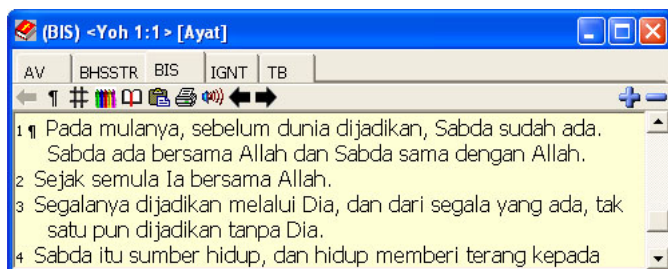 (BIS) <Yoh 1:1> [Ayat]
AV BHSSTR BIS IGNT TB
1 ¶ Pada mulanya, sebelum dunia dijadikan, Sabda sudah ada.
Sabda ada bersama Allah dan Sabda sama dengan Allah.
2 Sejak semula Ia bersama Allah.
3 Segalanya dijadikan melalui Dia, dan dari segala yang ada, tak
satu pun dijadikan tanpa Dia.
4 Sabda itu sumber hidup, dan hidup memberi terang kepada